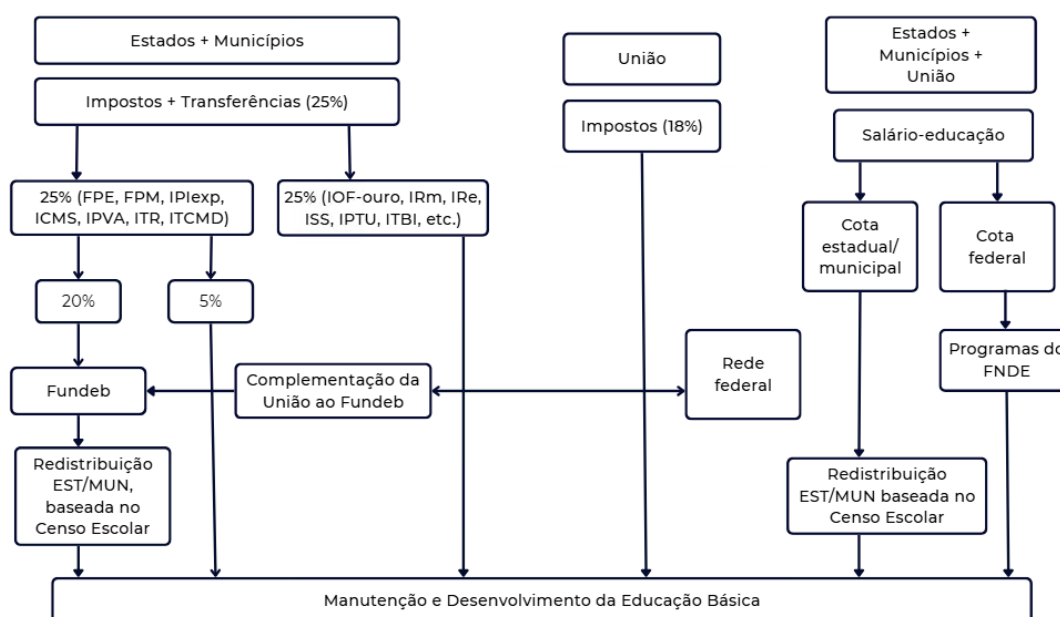 Estados + Municípios
Impostos + Transferências (25%)
25% (FPE, FPM, IPIexp,
ICMS, IPVA, ITR, ITCMD)
25% (IOF-ouro, IRm, IRe,
ISS, IPTU, ITBI, etc.)
20%
5%
Fundeb
Complementação da
União ao Fundeb
Redistribuição
EST/MUN,
baseada no
Censo Escolar
União
Impostos (18%)
Rede
federal
Estados +
Municípios +
União
Salário-educação
Cota
estadual/
municipal
Cota
federal
Programas do
FNDE
Redistribuição
EST/MUN baseada no
Censo Escolar
Manutenção e Desenvolvimento da Educação Básica